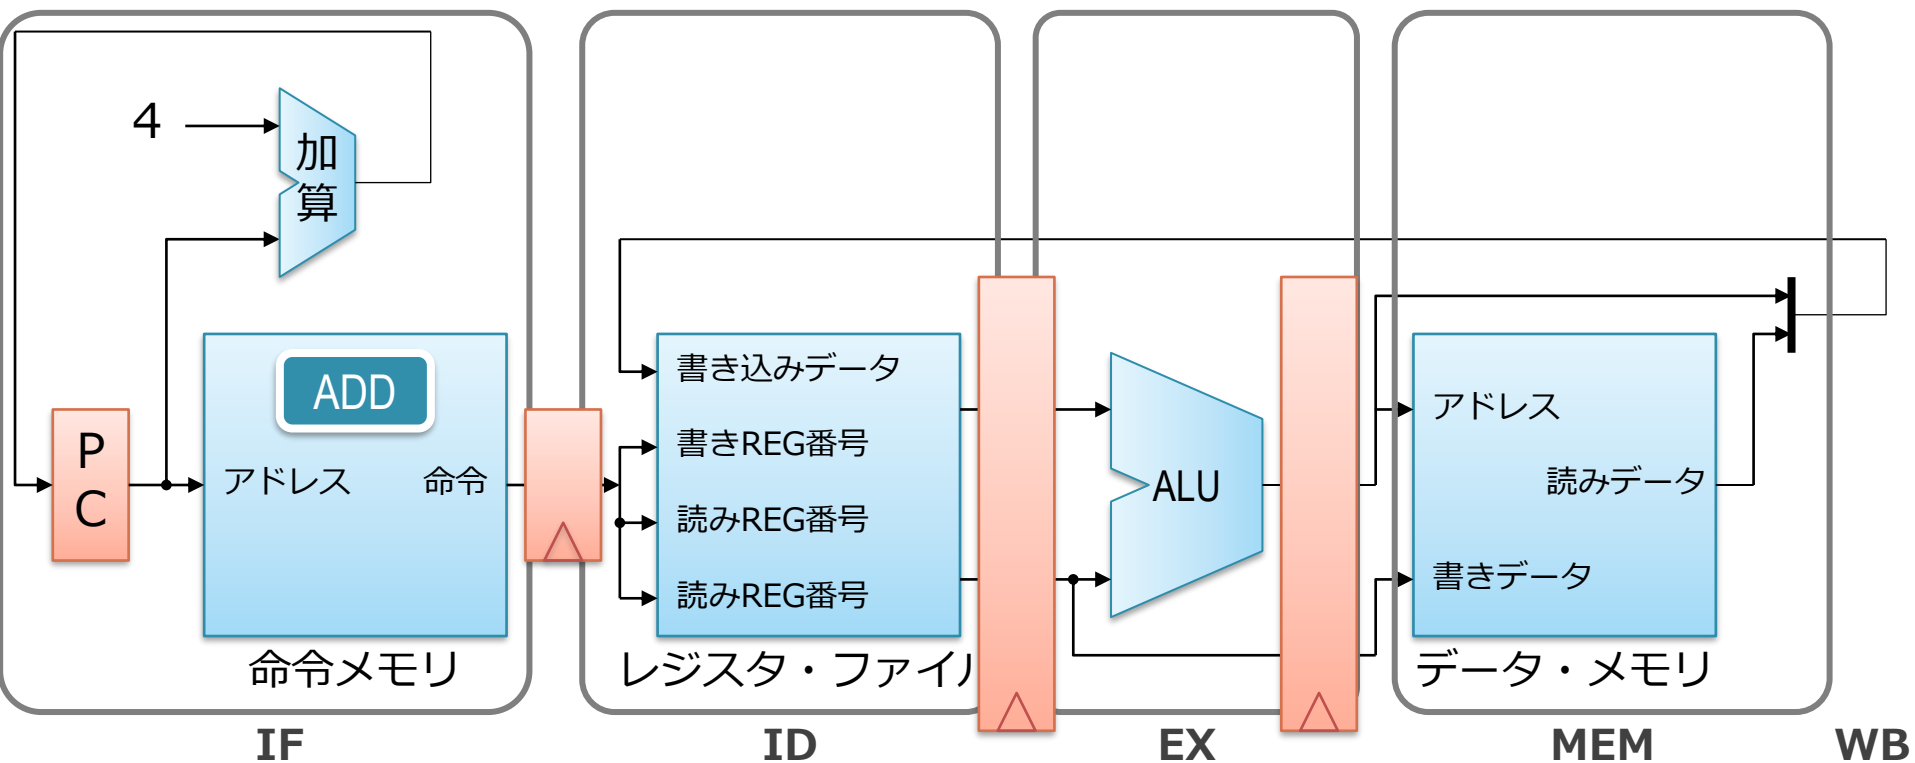 4
加
算
ADD
P
C
アドレス
命令
命令メモリ
書き込みデータ
書きREG番号
読みREG番号
読みREG番号
レジスタ・ファイル
ALU
アドレス
読みデータ
書きデータ
データ・メモリ
IF
ID
EX
MEM
WB